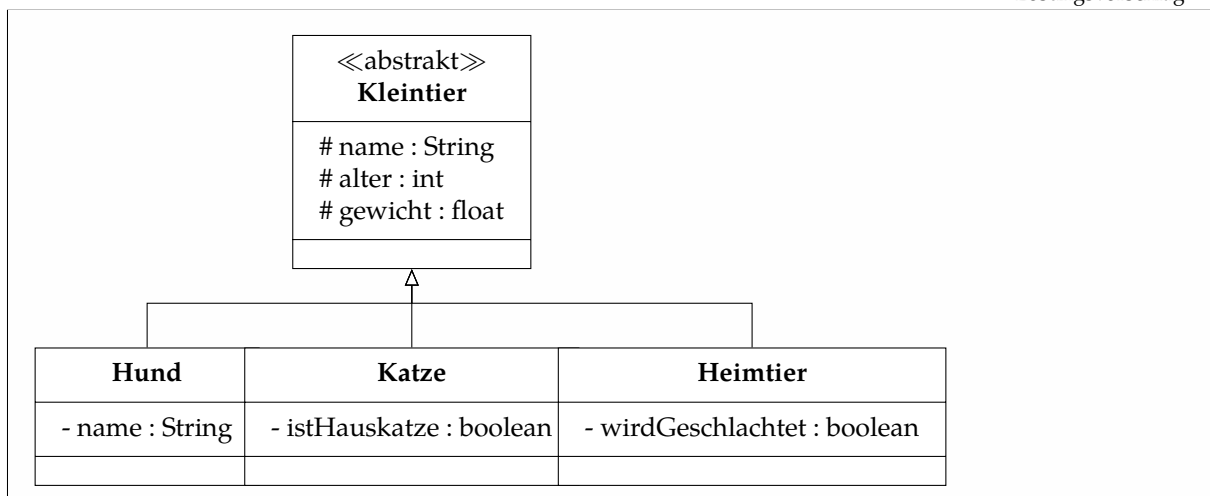 ≪abstrakt≫
Kleintier
# name : String
# alter : int
# gewicht : float
Hund
- name : String
Katze
- istHauskatze : boolean
Heimtier
- wirdGeschlachtet : boolean